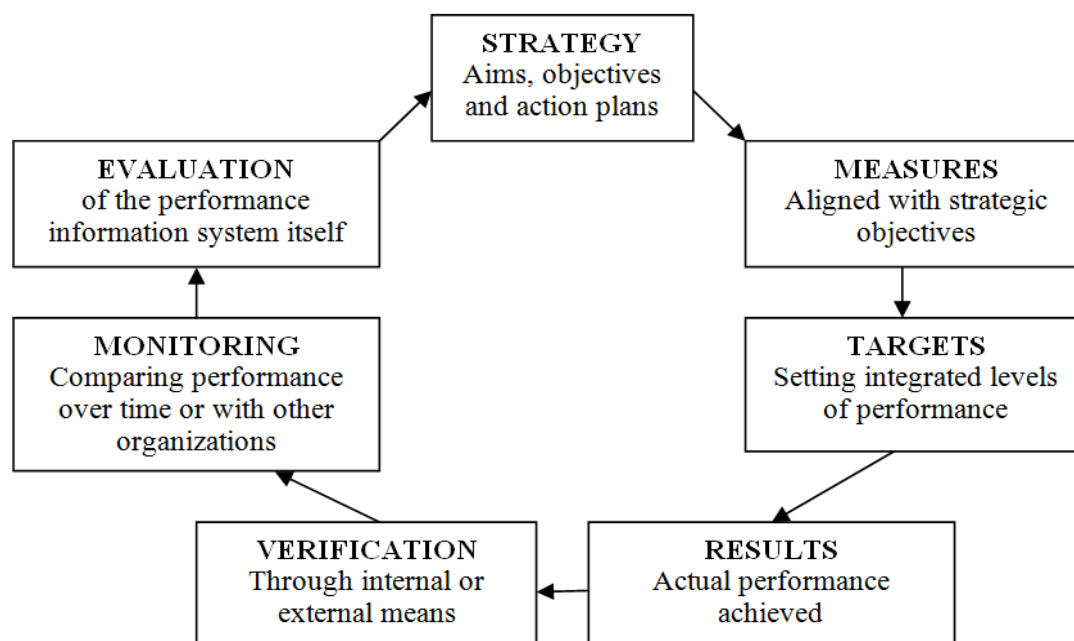 STRATEGY
Aims, objectives
and action plans
MEASURES
Aligned with strategic
objectives
TARGETS
Setting integrated levels
of performance
RESULTS
Actual performance
achieved
VERIFICATION
Through internal or
external means
MONITORING
Comparing performance
over time or with other
organizations
EVALUATION
of the performance
information system itself